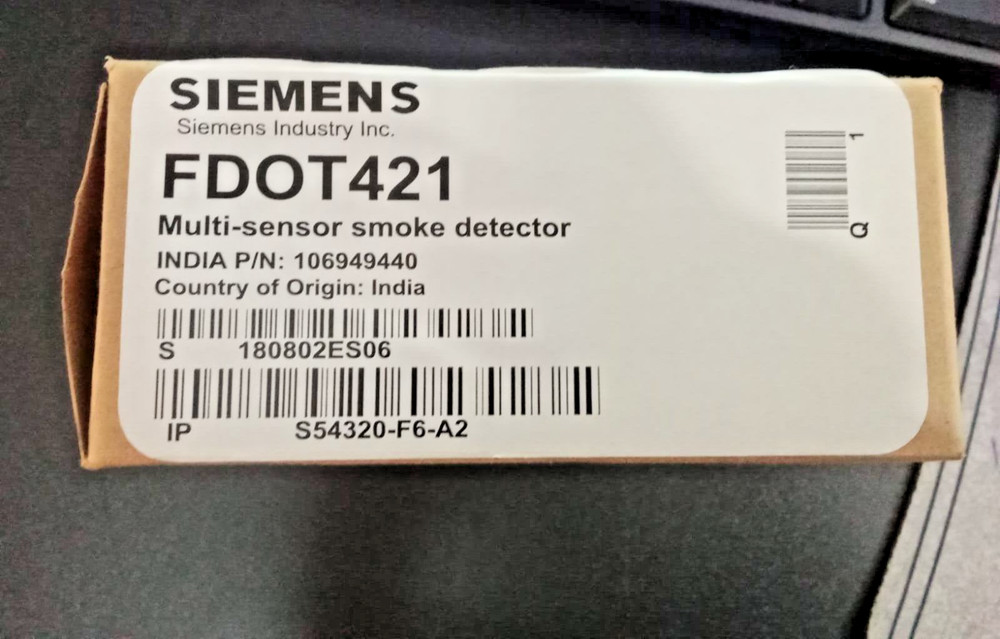 SIEMENS
Siemens Industry Inc.
FDOT421
Multi-sensor smoke detector
INDIA P/N: 106949440
Country of Origin: India
S 180802ES06
IP S54320-F6-A2
Q 1